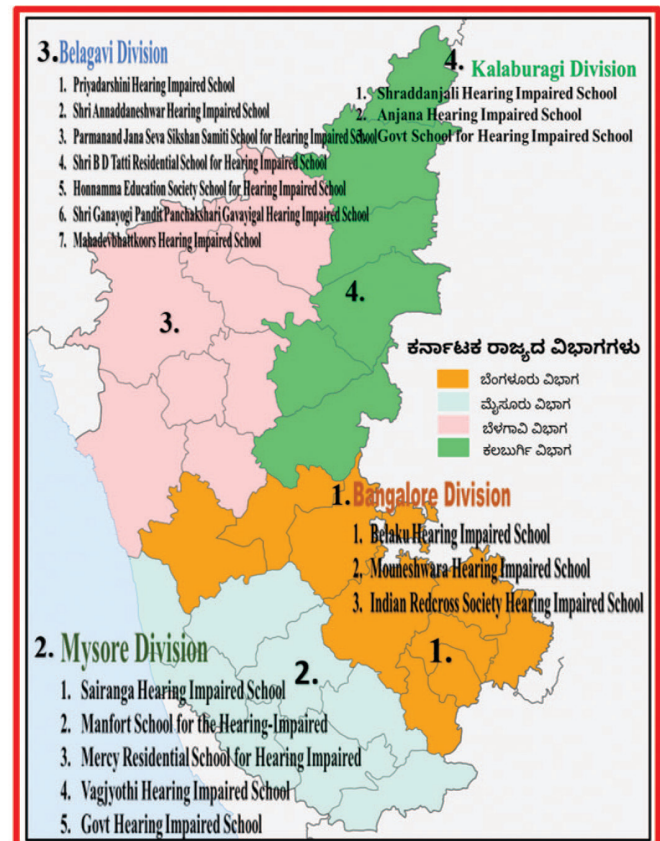 3. Belagavi Division
1. Priyadarshini Hearing Impaired School
2. Shri Annaddaneshwar Hearing Impaired School
3. Parmanand Jana Seva Sikshan Samiti School for Hearing Impaired School
4. Shri B D Tatti Residential School for Hearing Impaired School
5. Honnamma Education Society School for Hearing Impaired School
6. Shri Ganayogi Pandit Panchakshari Gavayigal Hearing Impaired School
7. Mahadevbhattkoors Hearing Impaired School
4. Kalaburagi Division
1. Shraddanjali Hearing Impaired School
2. Anjana Hearing Impaired School
3. Govt School for Hearing Impaired School
3.
4.
ಕರ್ನಾಟಕ ರಾಜ್ಯದ ವಿಭಾಗಗಳು
ಬೆಂಗಳೂರು ವಿಭಾಗ
ಮೈಸೂರು ವಿಭಾಗ
ಬೆಳಗಾವಿ ವಿಭಾಗ
ಕಲಬುರ್ಗಿ ವಿಭಾಗ
1. Bangalore Division
1. Belaku Hearing Impaired School
2. Mouneshwara Hearing Impaired School
3. Indian Redcross Society Hearing Impaired School
1.
2. Mysore Division
1. Sairanga Hearing Impaired School
2. Manfort School for the Hearing-Impaired
3. Mercy Residential School for Hearing Impaired
4. Vagjyothi Hearing Impaired School
5. Govt Hearing Impaired School
2.